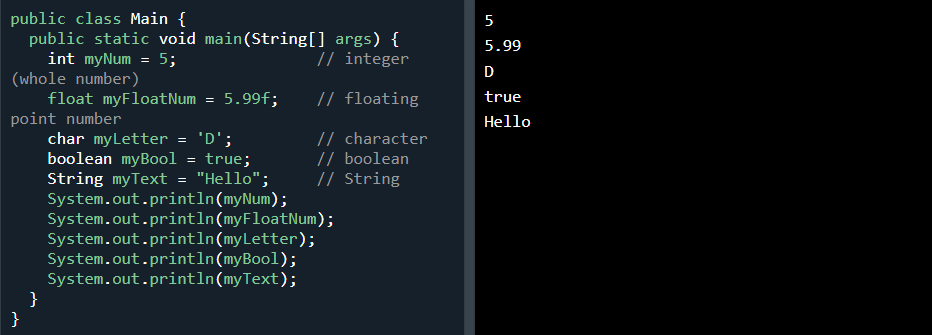 public class Main {
  public static void main(String[] args) {
    int myNum = 5;               // integer
(whole number)
    float myFloatNum = 5.99f;    // floating
point number
    char myLetter = 'D';         // character
    boolean myBool = true;       // boolean
    String myText = "Hello";     // String
    System.out.println(myNum);
    System.out.println(myFloatNum);
    System.out.println(myLetter);
    System.out.println(myBool);
    System.out.println(myText);
  }
}
5
5.99
D
true
Hello